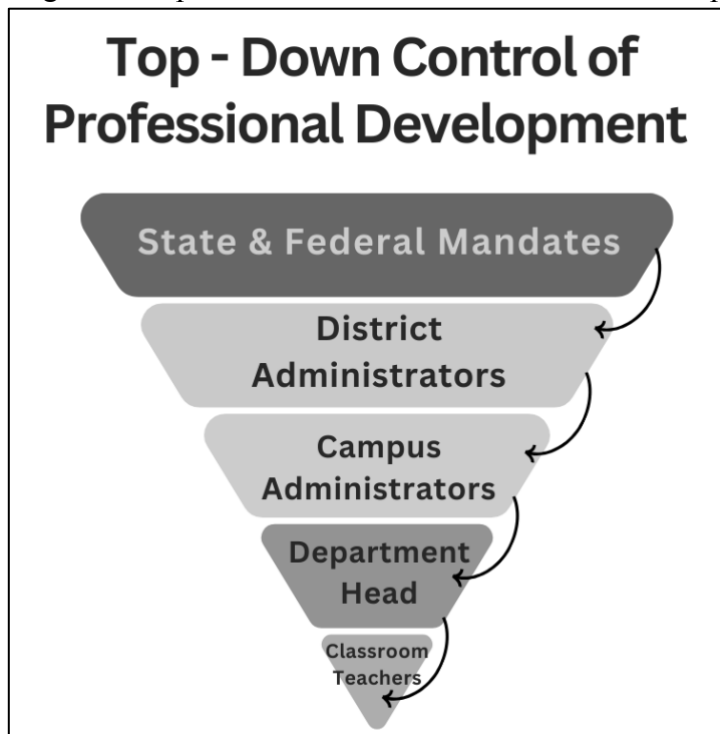 Top - Down Control of
Professional Development
State & Federal Mandates
District
Administrators
Campus
Administrators
Department
Head
Classroom
Teachers